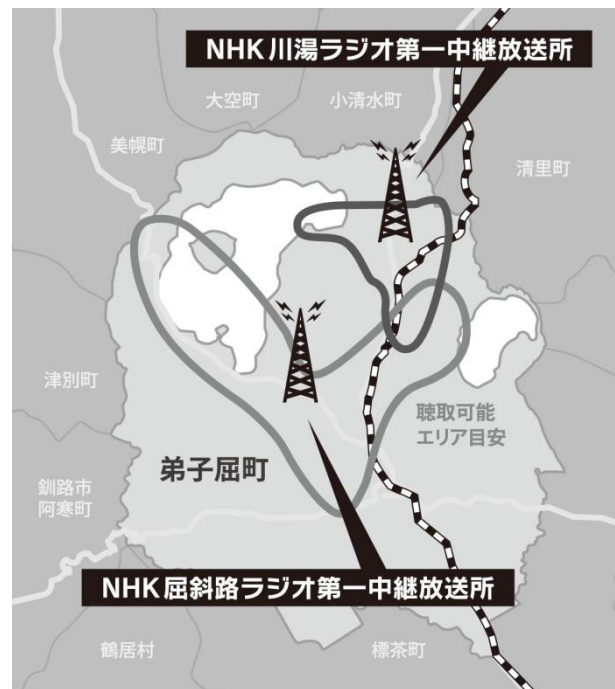 NHK川湯ラジオ第一中継放送所
大空町
小清水町
美幌町
清里町
津別町
聴取可能
エリア目安
弟子屈町
釧路市
阿寒町
NHK屈斜路ラジオ第一中継放送所
鶴居村
標茶町